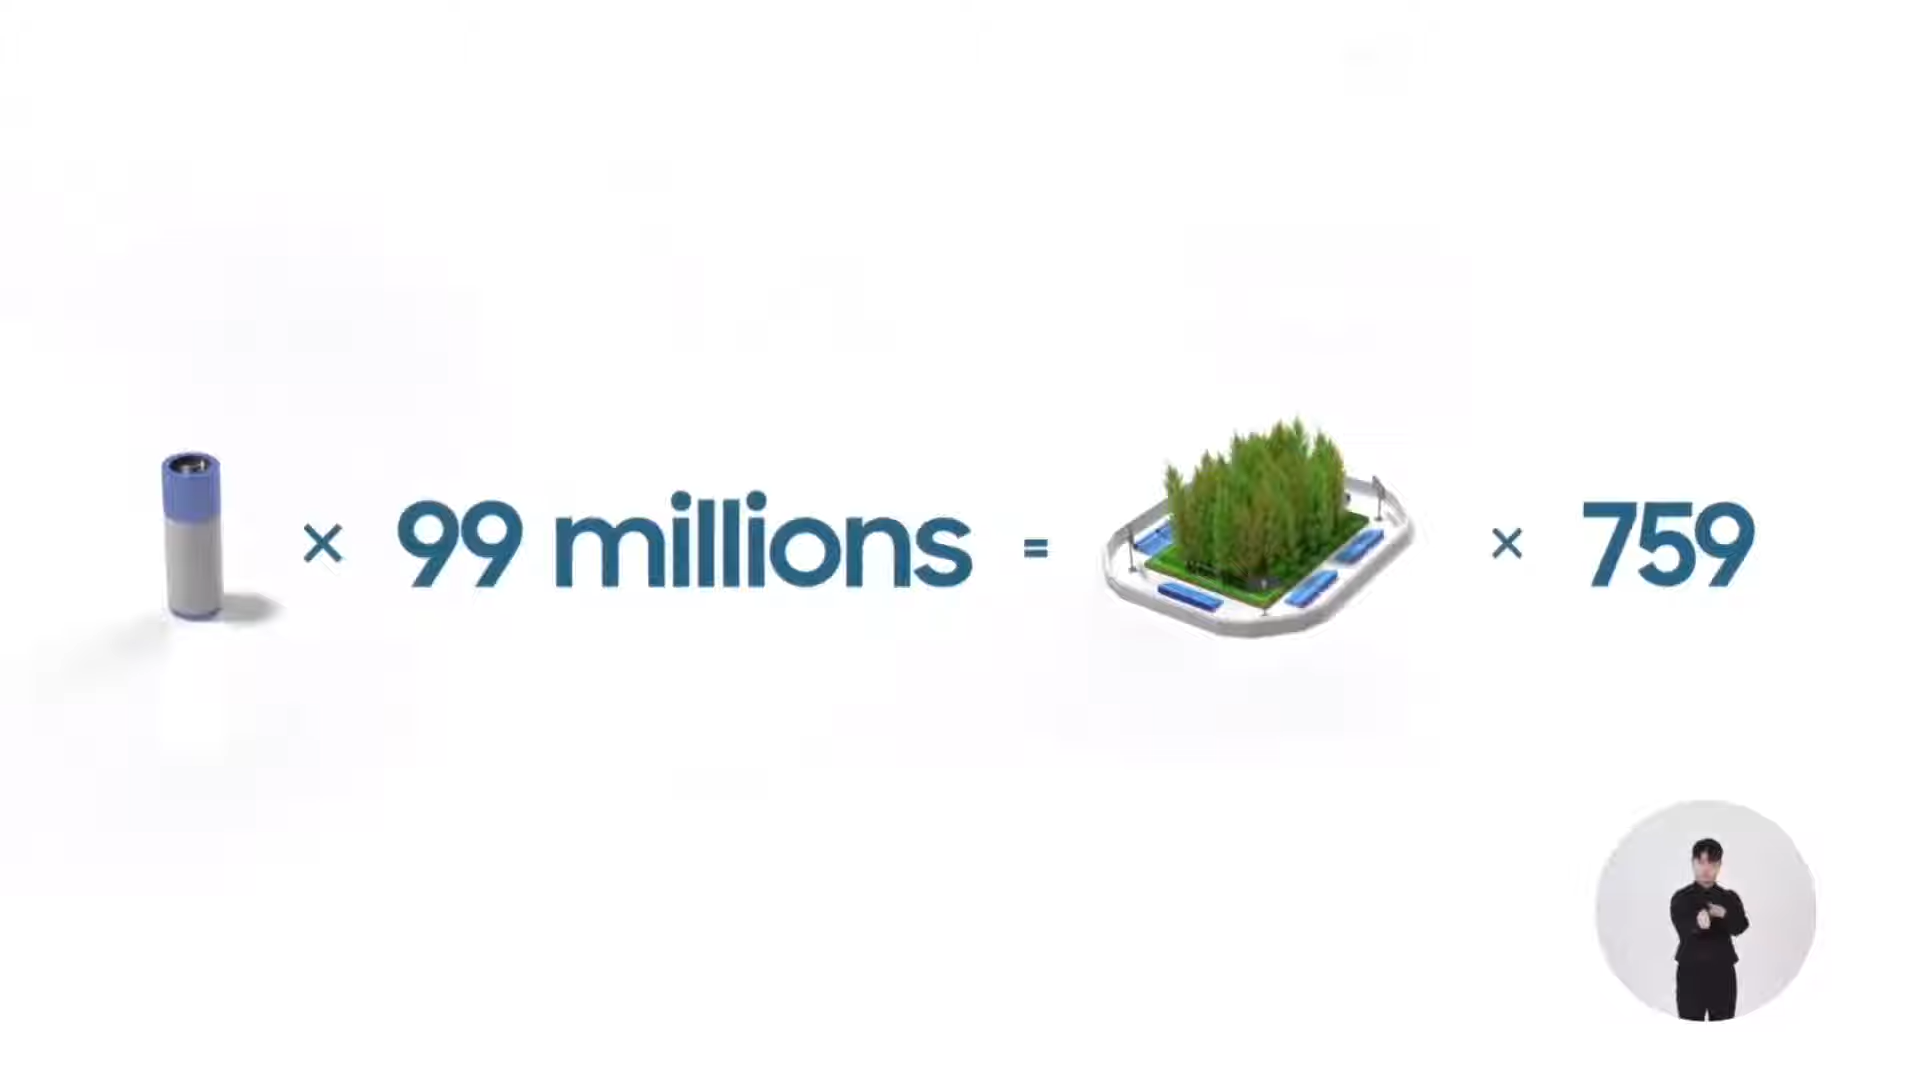 × 99 millions = × 759